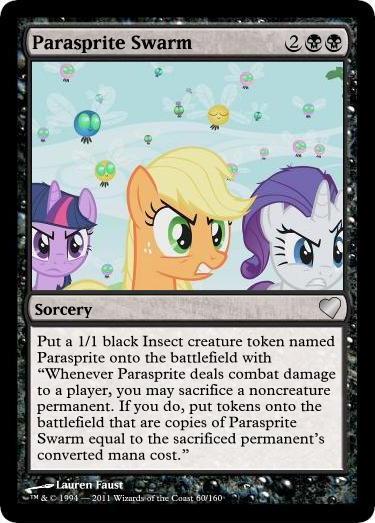 Parasprite Swarm 2
Sorcery
Put a 1/1 black Insect creature token named
Parasprite onto the battlefield with
“Whenever Parasprite deals combat damage
to a player, you may sacrifice a noncreature
permanent. If you do, put tokens onto the
battlefield that are copies of Parasprite
Swarm equal to the sacrificed permanent’s
converted mana cost.”
Lauren Faust
™ & © 1994 — 2011 Wizards of the Coast 60/160